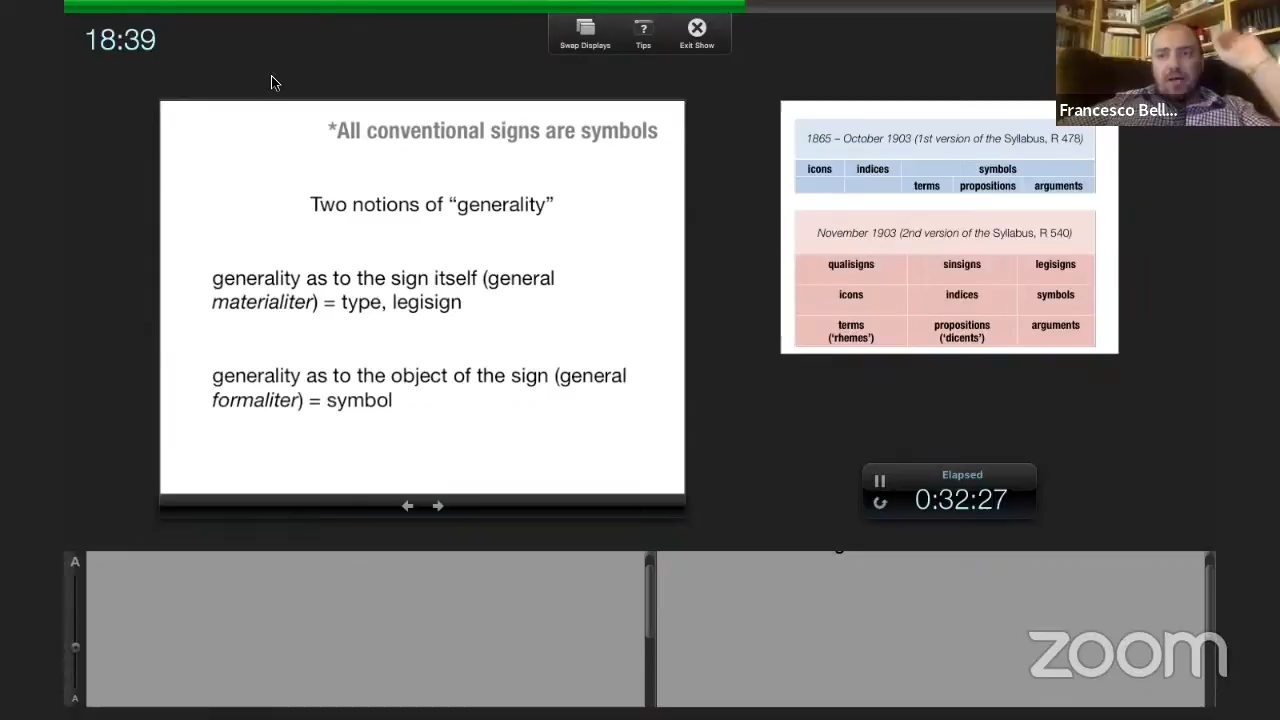 18:39
Swap Displays
Tips
Exit Show
Francesco Bell...
*All conventional signs are symbols
Two notions of “generality”
generality as to the sign itself (general
materialiter) = type, legisign
generality as to the object of the sign (general
formaliter) = symbol
1865 – October 1903 (1st version of the Syllabus, R 478)
icons indices symbols
terms propositions arguments
November 1903 (2nd version of the Syllabus, R 540)
qualisigns sinsigns legisigns
icons indices symbols
terms propositions arguments
(‘rhemes’) (‘dicents’)
Elapsed
0:32:27
A
A
zoom